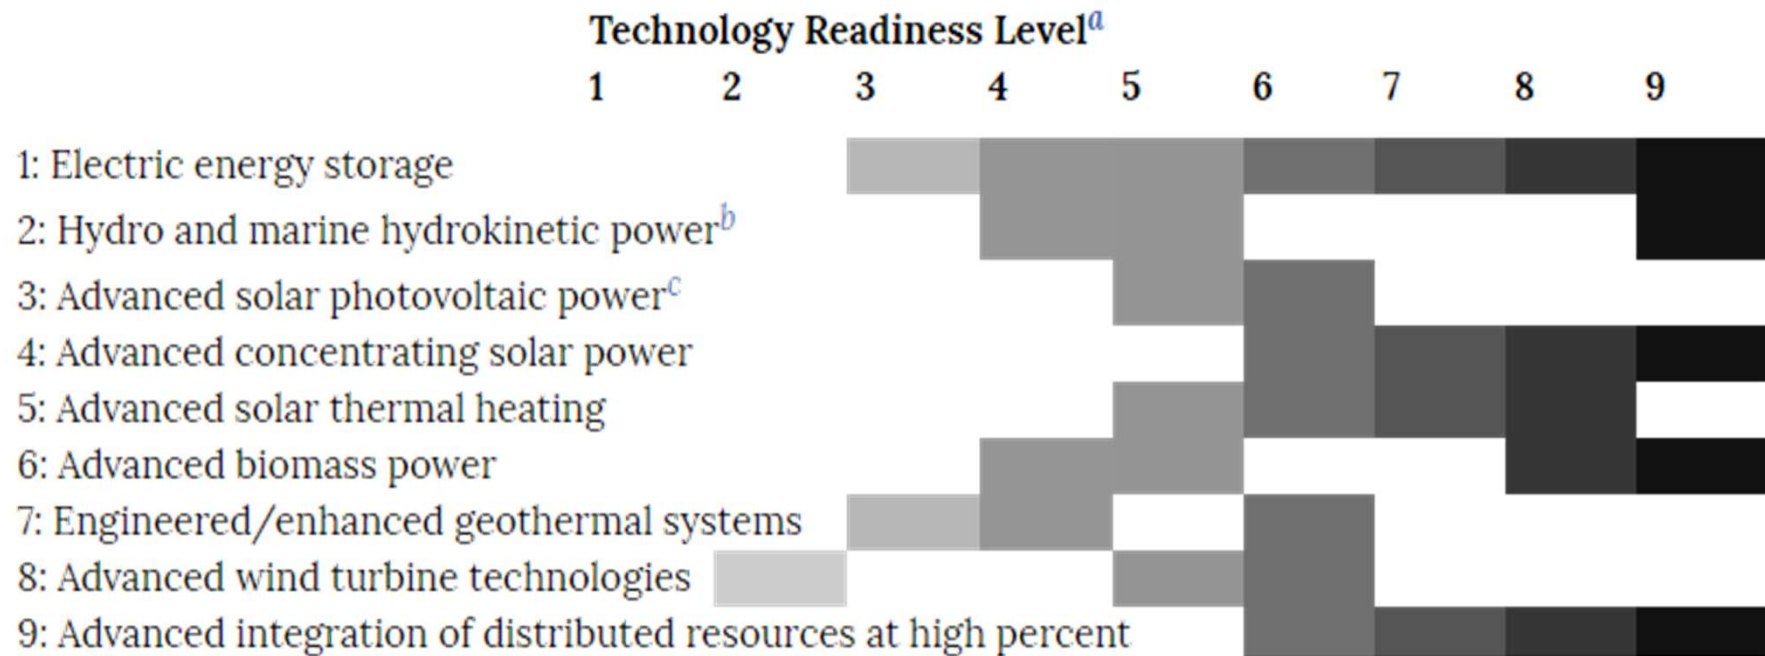 Technology Readiness Levelᵃ
1 2 3 4 5 6 7 8 9
1: Electric energy storage
2: Hydro and marine hydrokinetic powerᵇ
3: Advanced solar photovoltaic powerᶜ
4: Advanced concentrating solar power
5: Advanced solar thermal heating
6: Advanced biomass power
7: Engineered/enhanced geothermal systems
8: Advanced wind turbine technologies
9: Advanced integration of distributed resources at high percent